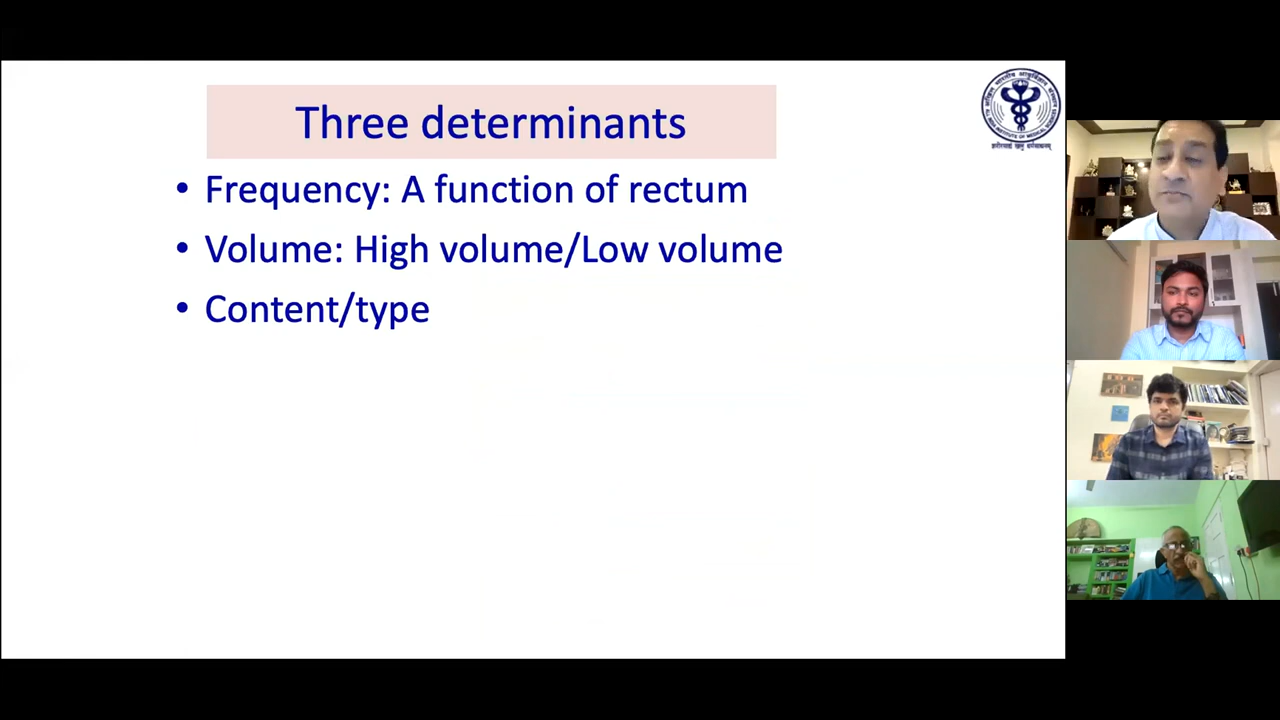 Three determinants
• Frequency: A function of rectum
• Volume: High volume/Low volume
• Content/type